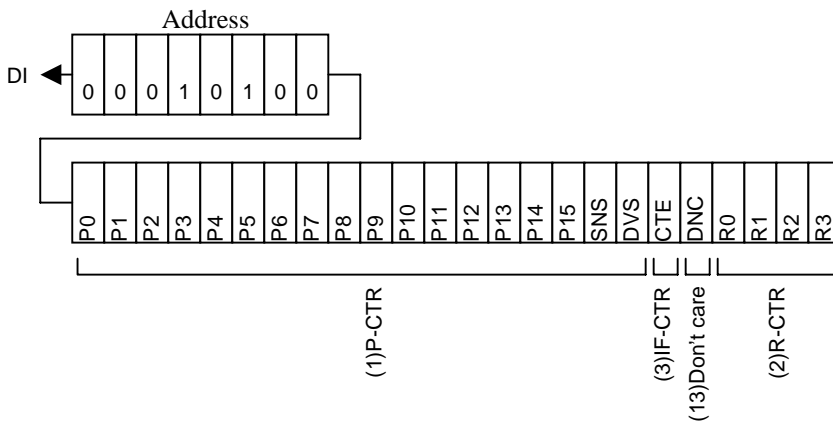 Address
DI
0 0 0 1 0 1 0 0
P0 P1 P2 P3 P4 P5 P6 P7 P8 P9 P10 P11 P12 P13 P14 P15 SNS DVS CTE DNC R0 R1 R2 R3
(1)P-CTR
(3)IF-CTR
(13)Don't care
(2)R-CTR